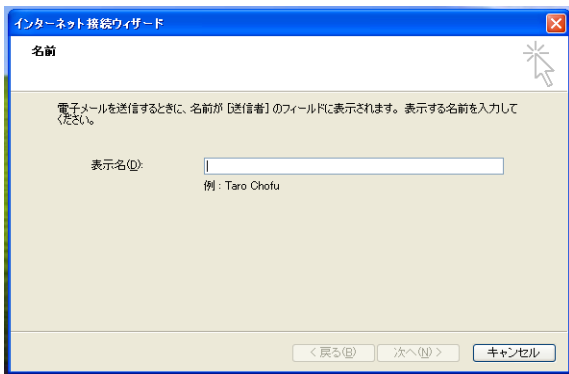 インターネット接続ウィザード
名前
電子メールを送信するときに、名前が [送信者] のフィールドに表示されます。表示する名前を入力して
ください。
表示名(D):
例 : Taro Chofu
< 戻る(B)
次へ(N) >
キャンセル